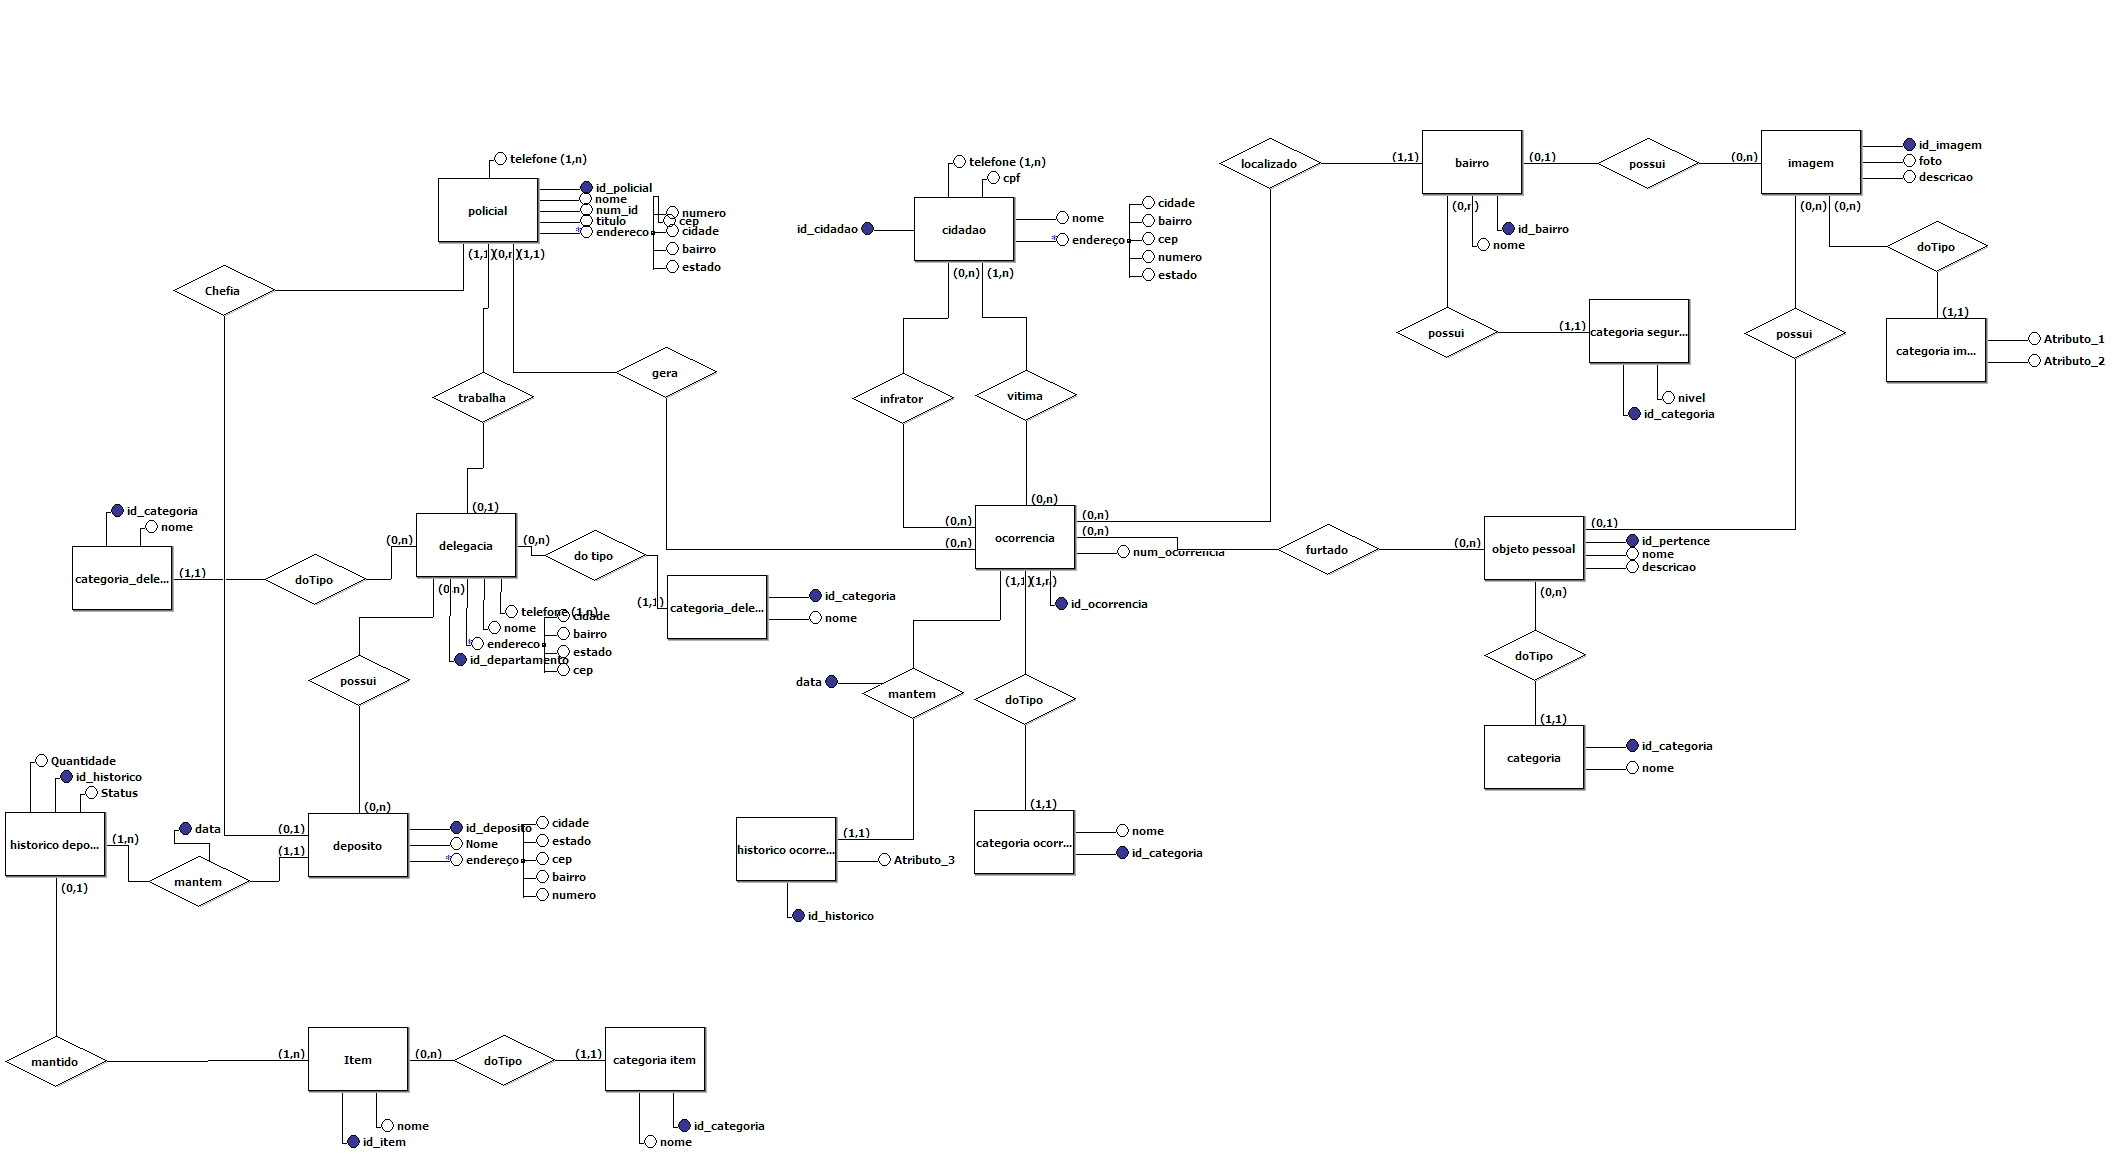 telefone (1,n)
policial
id_policial
nome
num_id
titulo
endereco
numero
cep
cidade
bairro
estado
(1,1)
(0,n)
(1,1)
Chefia
trabalha
gera
telefone (1,n)
cpf
id_cidadao
cidadao
nome
endereço
cidade
bairro
cep
numero
estado
(0,n)
(1,n)
infrator
vitima
localizado
(1,1)
bairro
(0,1)
possui
(0,n)
imagem
id_imagem
foto
descricao
(0,n)
id_bairro
nome
(0,n)
(0,n)
doTipo
possui
(1,1)
categoria segur...
nivel
id_categoria
possui
(1,1)
categoria im...
Atributo_1
Atributo_2
id_categoria
nome
categoria_dele...
(1,1)
doTipo
(0,n)
(0,1)
delegacia
(0,n)
do tipo
(1,1)
categoria_dele...
id_categoria
nome
(0,n)
telefone (1,n)
nome
endereco
id_departamento
cidade
bairro
estado
cep
possui
(0,n)
(0,n)
(0,n)
ocorrencia
(0,n)
(0,n)
num_ocorrencia
id_ocorrencia
(1,1)
(1,n)
furtado
(0,n)
objeto pessoal
(0,1)
id_pertence
nome
descricao
(0,n)
doTipo
(1,1)
categoria
id_categoria
nome
data
mantem
doTipo
(1,1)
historico ocorre...
Atributo_3
id_historico
(1,1)
categoria ocorr...
nome
id_categoria
Quantidade
id_historico
Status
historico depo...
(1,n)
data
mantem
(0,n)
(0,1)
(1,1)
deposito
id_deposito
Nome
endereço
cidade
estado
cep
bairro
numero
(0,1)
mantido
(1,n)
Item
(0,n)
doTipo
(1,1)
categoria item
nome
id_item
id_categoria
nome